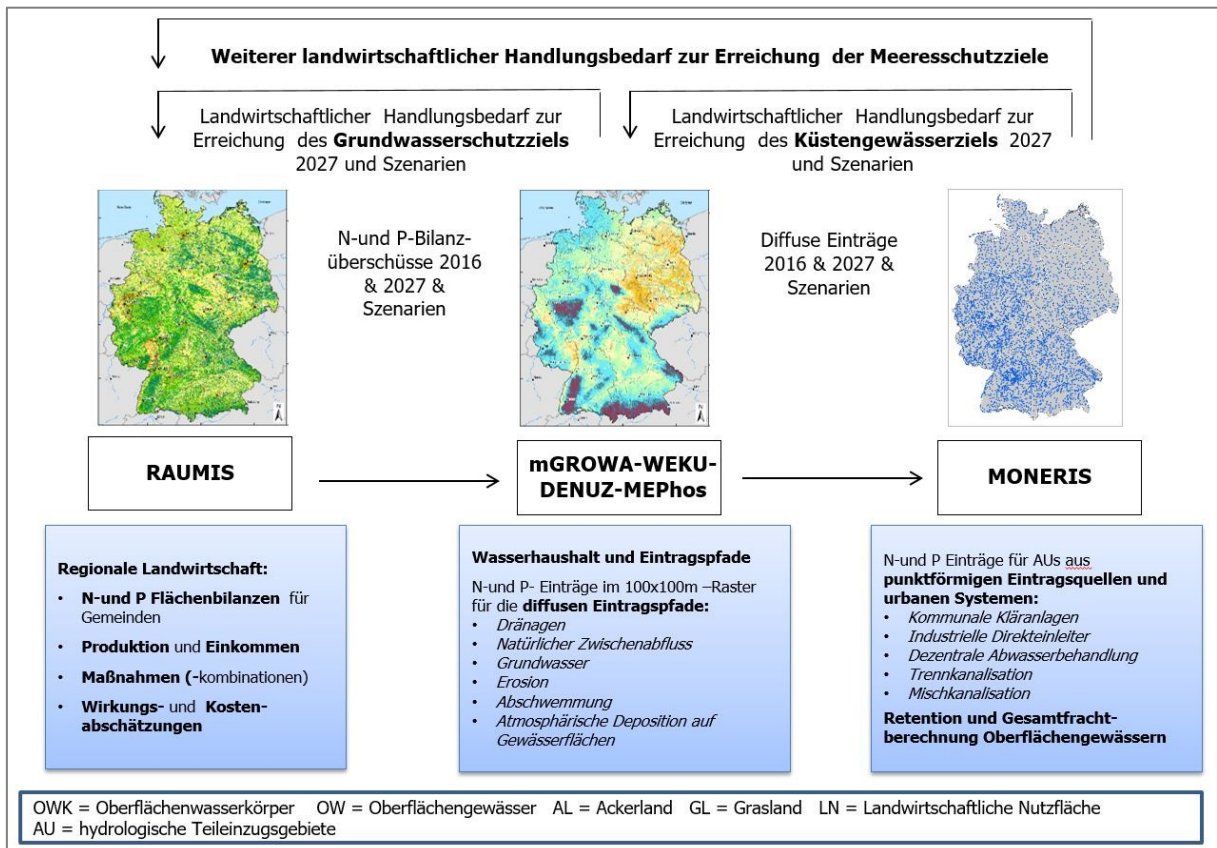 Weiterer landwirtschaftlicher Handlungsbedarf zur Erreichung der Meeresschutzziele
Landwirtschaftlicher Handlungsbedarf zur
Erreichung des Grundwasserschutzziels
2027 und Szenarien
Landwirtschaftlicher Handlungsbedarf zur
Erreichung des Küstengewässerziels 2027
und Szenarien
N-und P-Bilanz-
überschüsse 2016
& 2027 &
Szenarien
Diffuse Einträge
2016 & 2027 &
Szenarien
RAUMIS
mGROWA-WEKU-
DENUZ-MEPhos
MONERIS
Regionale Landwirtschaft:
• N-und P Flächenbilanzen für
Gemeinden
• Produktion und Einkommen
• Maßnahmen (-kombinationen)
• Wirkungs- und Kosten-
abschätzungen
Wasserhaushalt und Eintragspfade
N-und P- Einträge im 100x100m –Raster
für die diffusen Eintragspfade:
• Dränagen
• Natürlicher Zwischenabfluss
• Grundwasser
• Erosion
• Abschwemmung
• Atmosphärische Deposition auf
Gewässerflächen
N-und P Einträge für AUs aus
punktförmigen Eintragsquellen und
urbanen Systemen:
• Kommunale Kläranlagen
• Industrielle Direkteinleiter
• Dezentrale Abwasserbehandlung
• Trennkanalisation
• Mischkanalisation
Retention und Gesamtfracht-
berechnung Oberflächengewässern
OWK = Oberflächenwasserkörper OW = Oberflächengewässer AL = Ackerland GL = Grasland LN = Landwirtschaftliche Nutzfläche
AU = hydrologische Teileinzugsgebiete